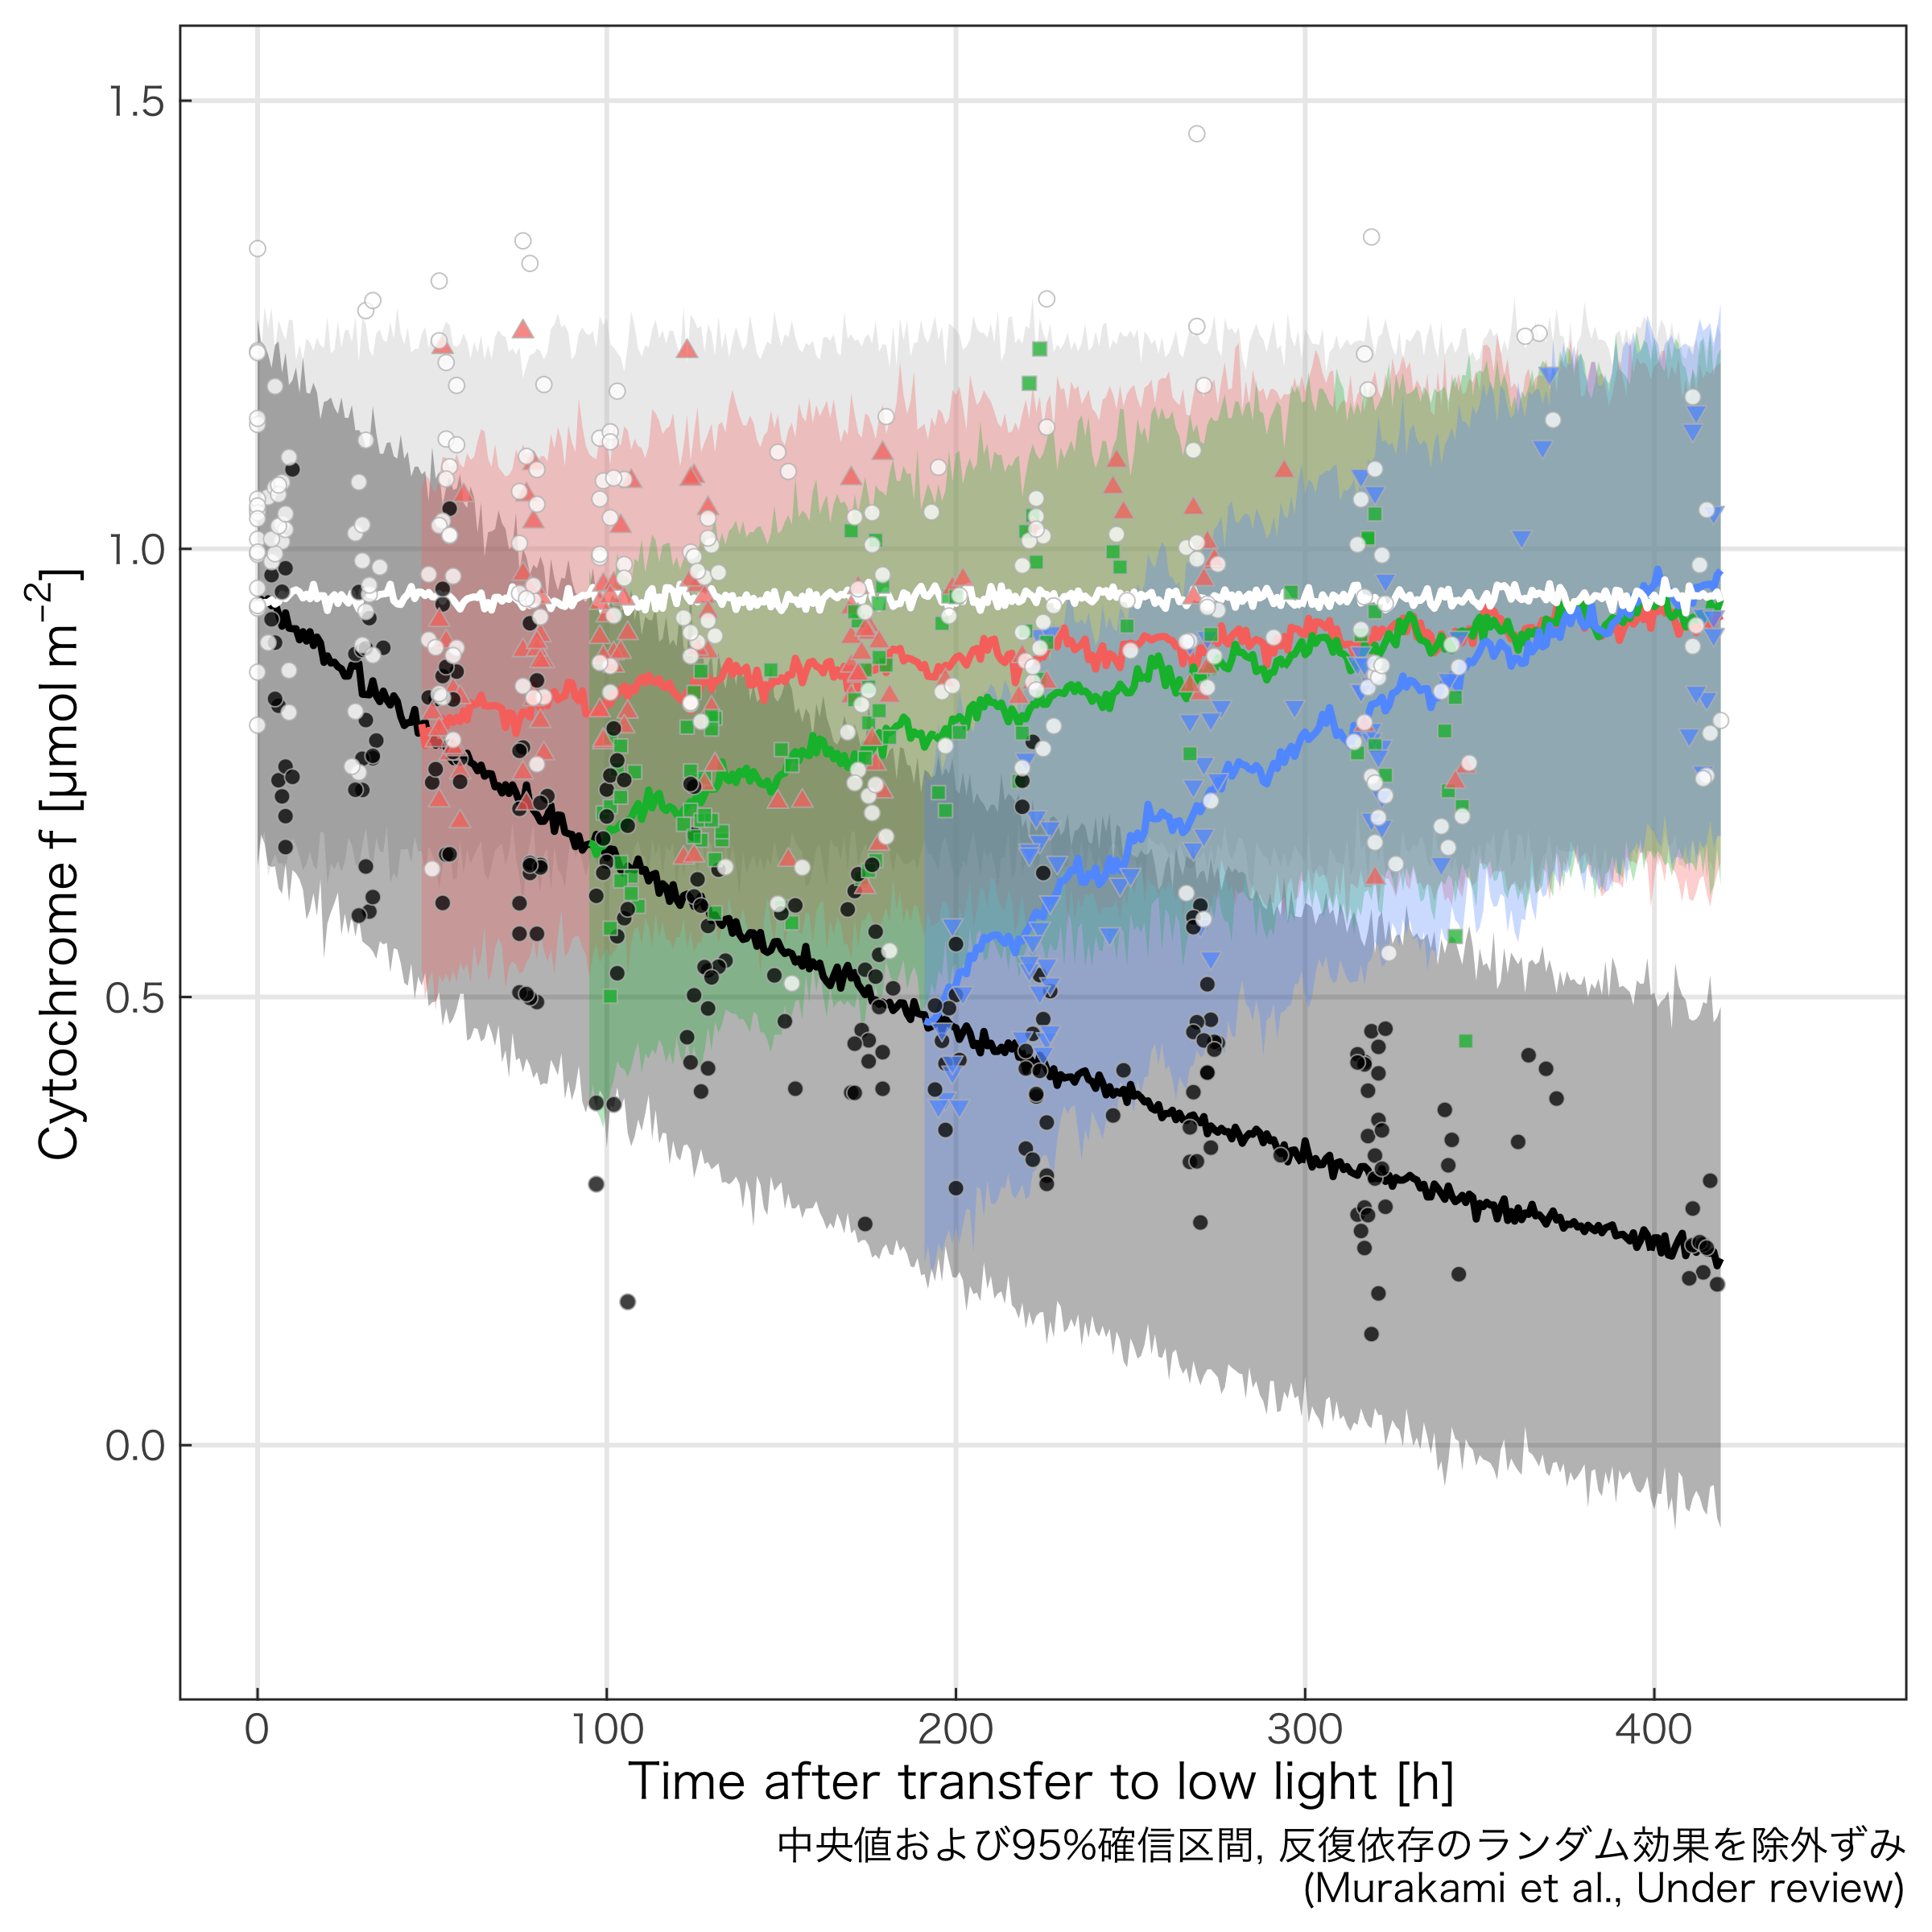 1.5
1.0
0.5
0.0
Cytochrome f [µmol m⁻²]
0 100 200 300 400
Time after transfer to low light [h]
中央値および95%確信区間, 反復依存のランダム効果を除外ずみ
(Murakami et al., Under review)